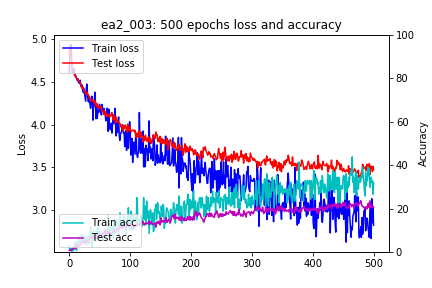 ea2_003: 500 epochs loss and accuracy
5.0
4.5
4.0
3.5
3.0
Loss
Train loss
Test loss
Train acc
Test acc
100
80
60
40
20
0
Accuracy
0 100 200 300 400 500